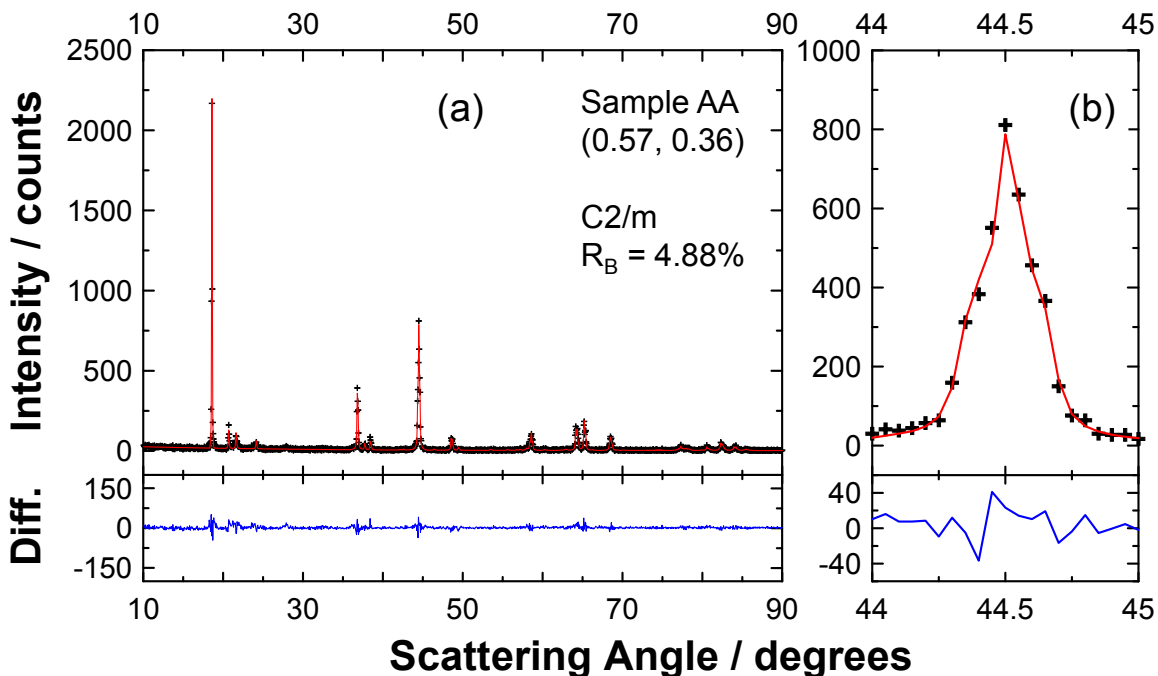 10 30 50 70 90
44 44.5 45
2500
2000
1500
1000
500
0
Intensity / counts
(a)
Sample AA
(0.57, 0.36)
C2/m
R_B = 4.88%
1000
800
600
400
200
0
(b)
150
0
-150
Diff.
40
0
-40
10 30 50 70 90
44 44.5 45
Scattering Angle / degrees